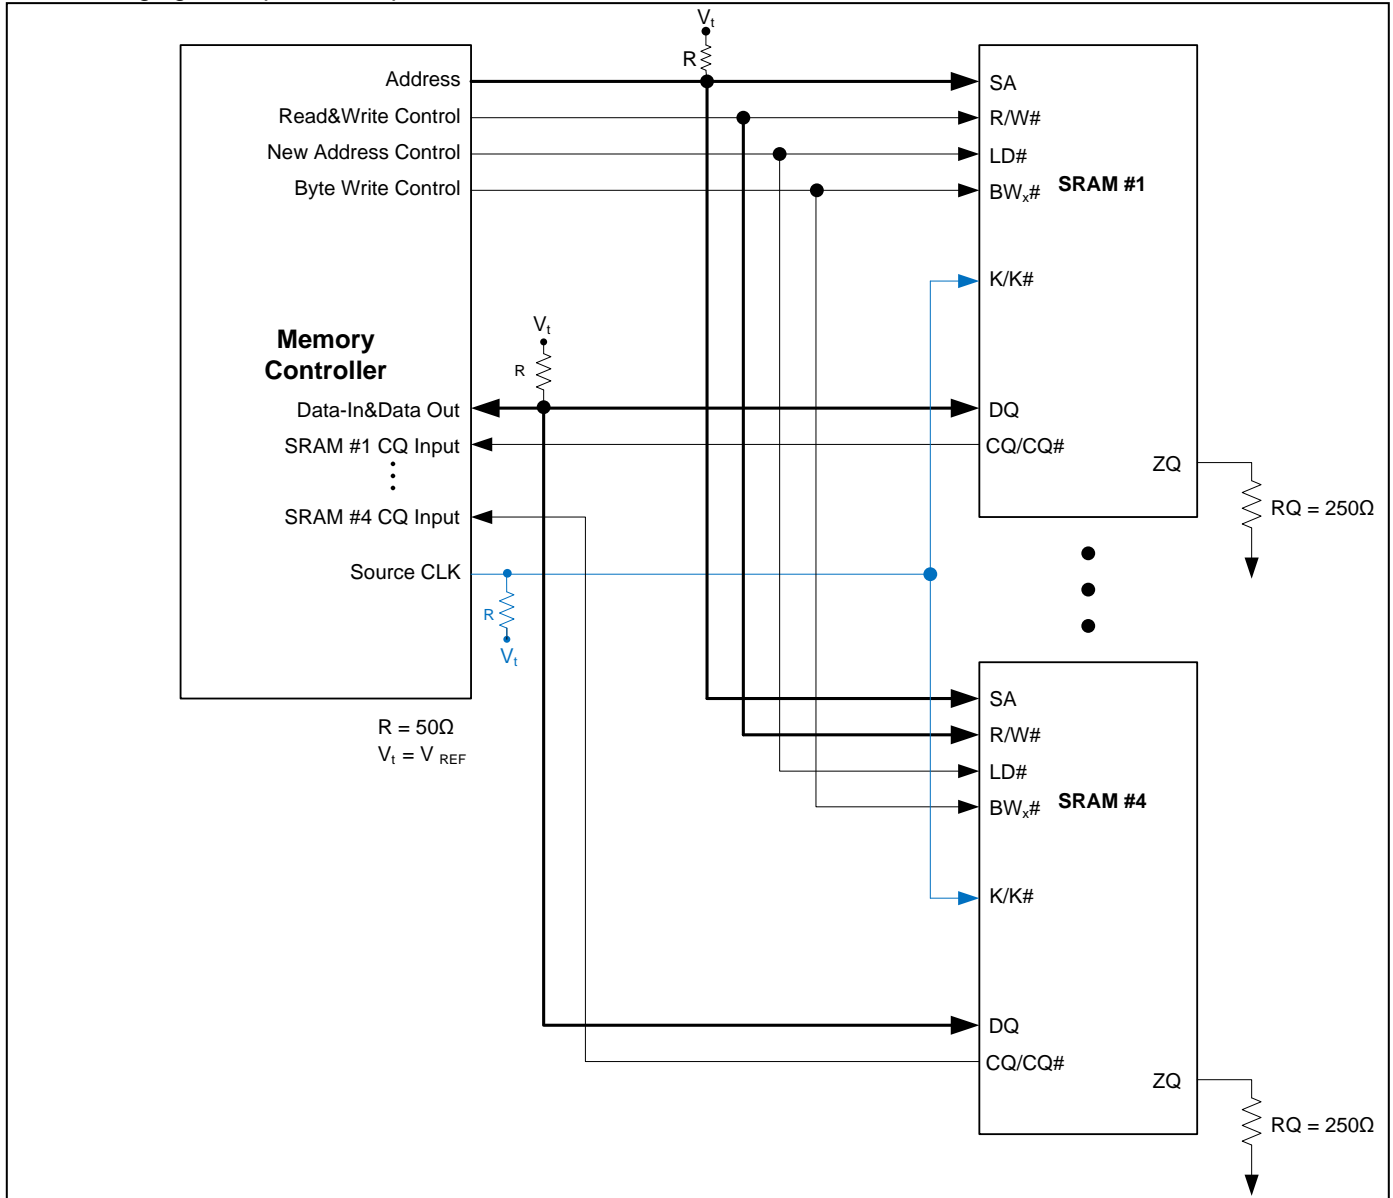 Vt
R
Address
SA
Read&Write Control
R/W#
New Address Control
LD#
Byte Write Control
BWx#
SRAM #1
K/K#
Vt
Memory
Controller
R
Data-In&Data Out
DQ
SRAM #1 CQ Input
CQ/CQ#
ZQ
RQ = 250Ω
SRAM #4 CQ Input
Source CLK
R
Vt
R = 50Ω
Vt = V REF
SA
R/W#
LD#
BWx#
SRAM #4
K/K#
DQ
CQ/CQ#
ZQ
RQ = 250Ω